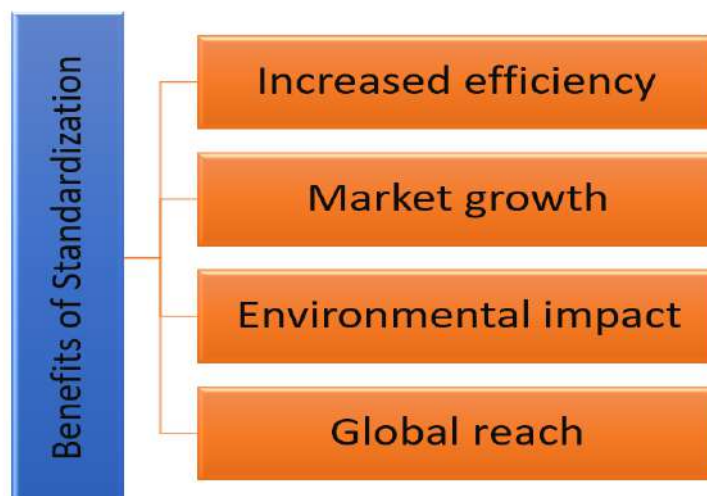 Benefits of Standardization
Increased efficiency
Market growth
Environmental impact
Global reach